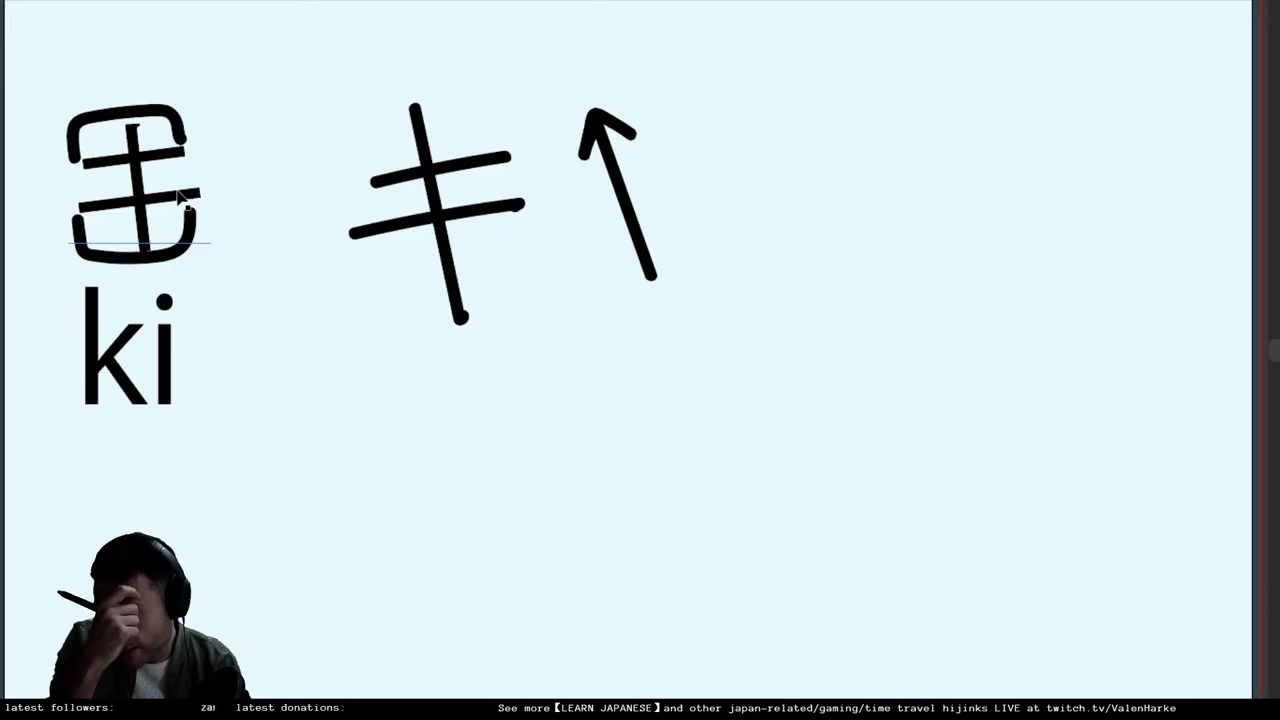 キ キ
ki
latest followers: zar latest donations: See more【LEARN JAPANESE】and other japan-related/gaming/time travel hijinks LIVE at twitch.tv/ValenHarke